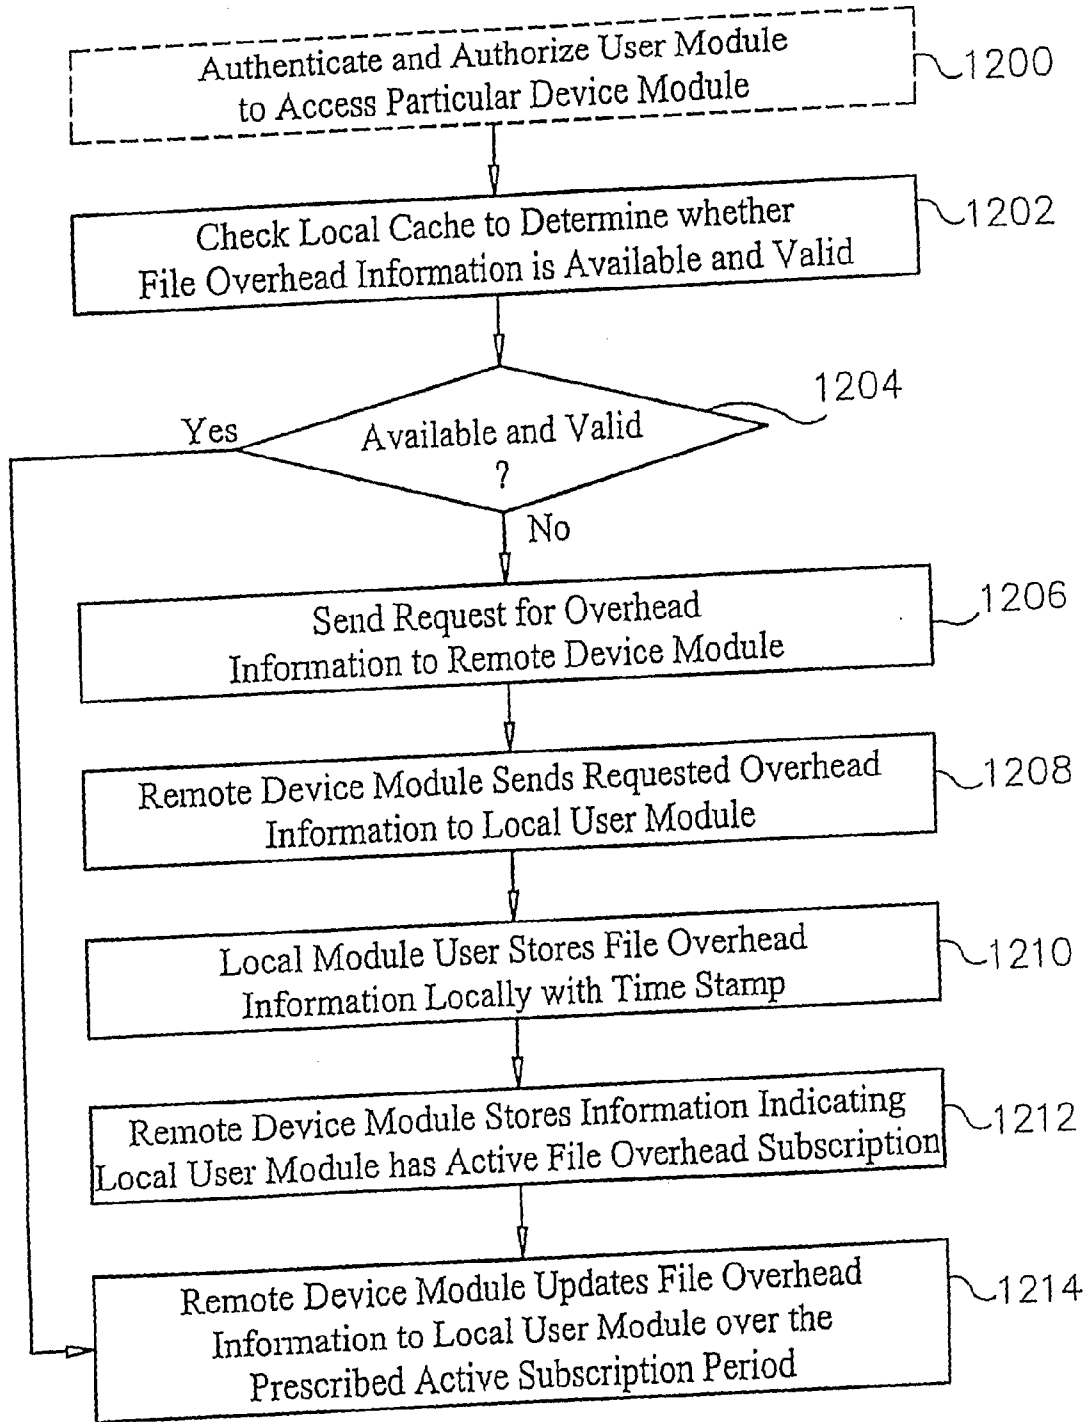 Authenticate and Authorize User Module
to Access Particular Device Module
1200
Check Local Cache to Determine whether
File Overhead Information is Available and Valid
1202
Available and Valid
?
1204
Yes
No
Send Request for Overhead
Information to Remote Device Module
1206
Remote Device Module Sends Requested Overhead
Information to Local User Module
1208
Local Module User Stores File Overhead
Information Locally with Time Stamp
1210
Remote Device Module Stores Information Indicating
Local User Module has Active File Overhead Subscription
1212
Remote Device Module Updates File Overhead
Information to Local User Module over the
Prescribed Active Subscription Period
1214